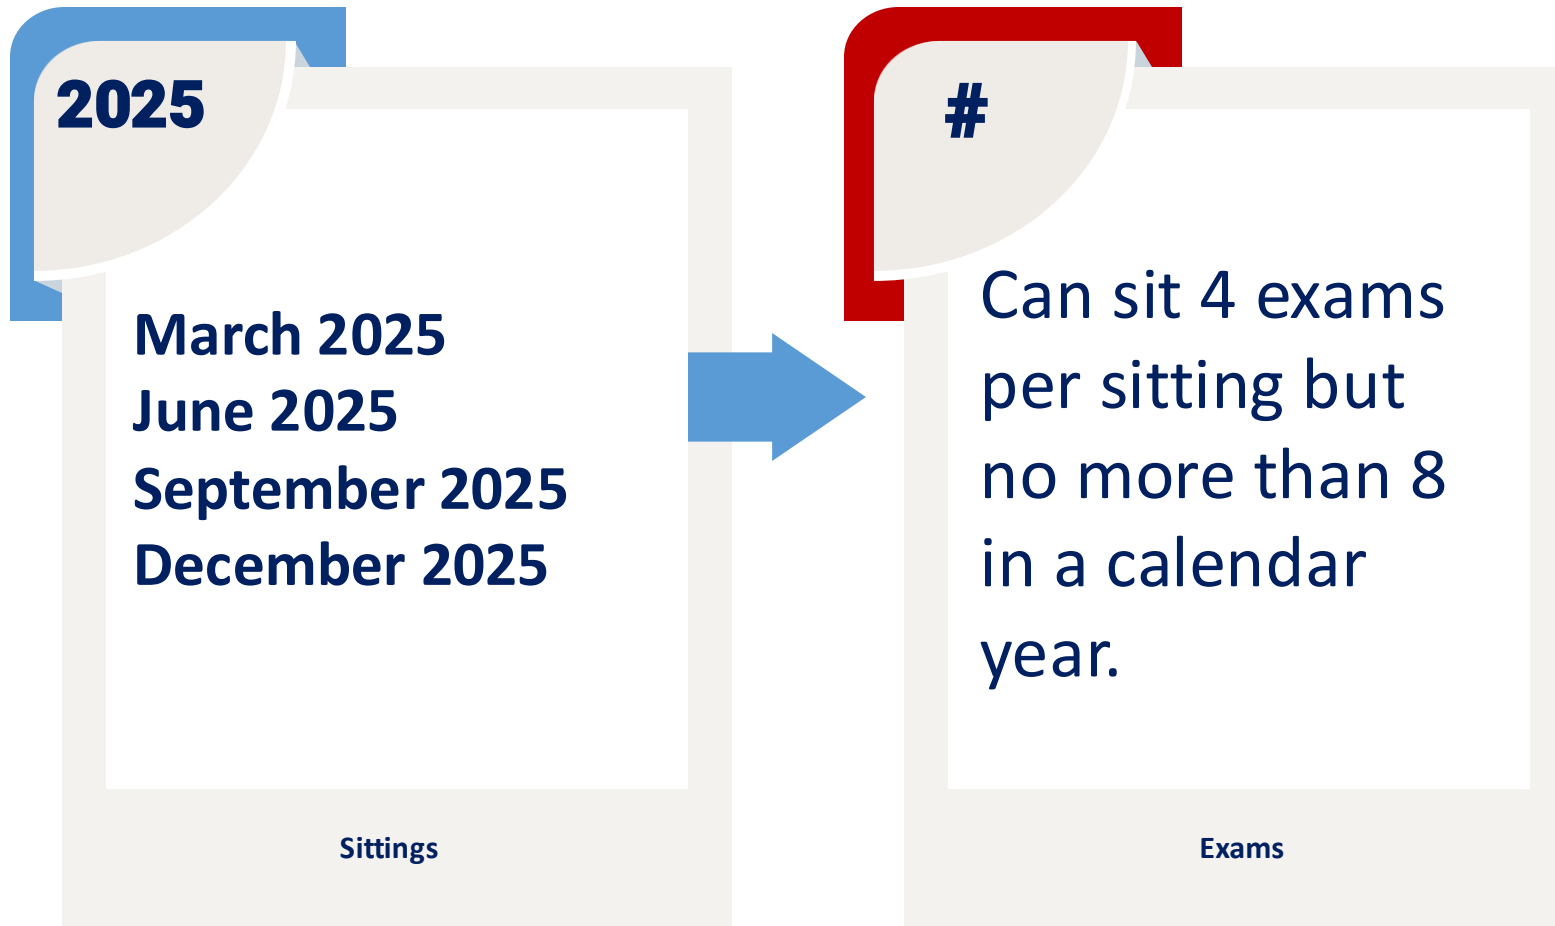 2025
March 2025
June 2025
September 2025
December 2025
Sittings
#
Can sit 4 exams
per sitting but
no more than 8
in a calendar
year.
Exams